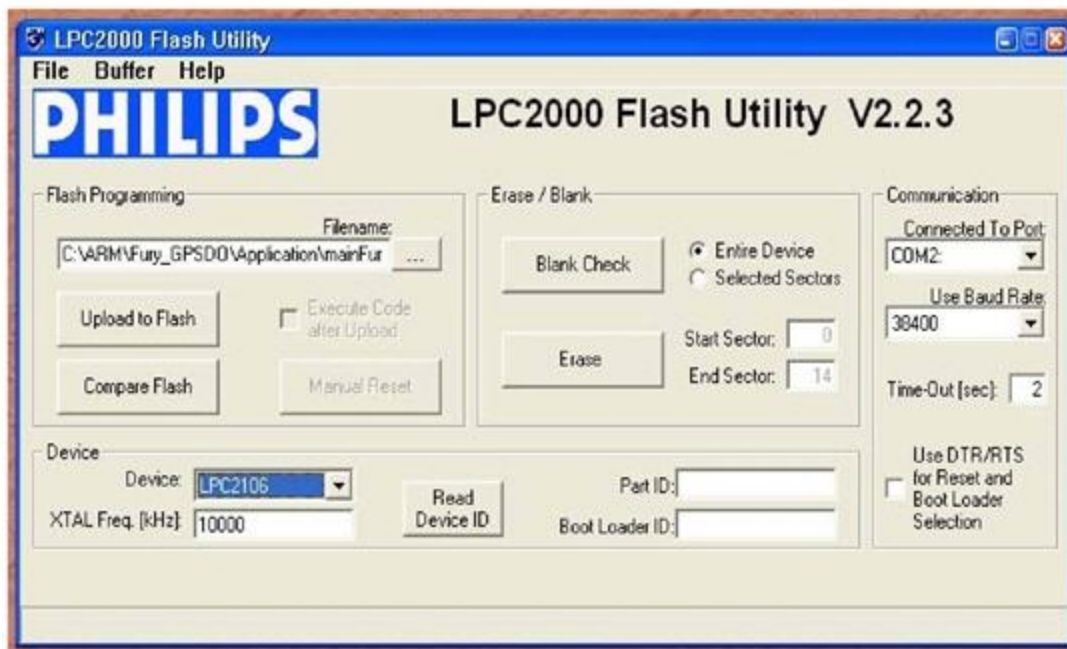 LPC2000 Flash Utility
File Buffer Help
PHILIPS
LPC2000 Flash Utility V2.2.3
Flash Programming
Filename:
C:\ARM\Fury_GPSDO\Application\mainFur
...
Upload to Flash
Execute Code
after Upload
Compare Flash
Manual Reset
Erase / Blank
Blank Check
Entire Device
Selected Sectors
Erase
Start Sector: 0
End Sector: 14
Communication
Connected To Port:
COM2:
Use Baud Rate:
38400
Time-Out [sec]: 2
Use DTR/RTS
for Reset and
Boot Loader
Selection
Device
Device: LPC2106
XTAL Freq. [kHz]: 10000
Read
Device ID
Part ID:
Boot Loader ID: